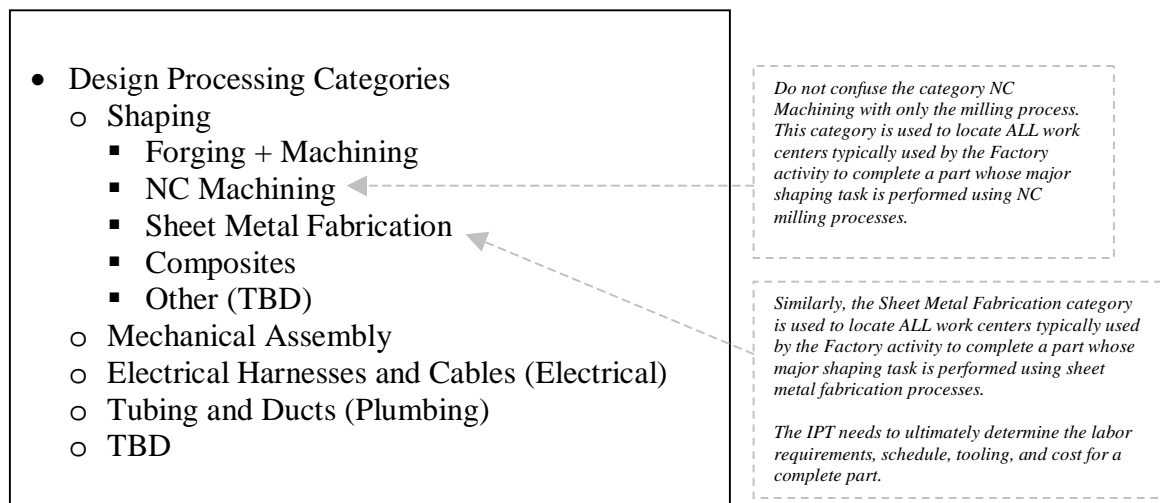 • Design Processing Categories
o Shaping
▪ Forging + Machining
▪ NC Machining
▪ Sheet Metal Fabrication
▪ Composites
▪ Other (TBD)
o Mechanical Assembly
o Electrical Harnesses and Cables (Electrical)
o Tubing and Ducts (Plumbing)
o TBD
Do not confuse the category NC
Machining with only the milling process.
This category is used to locate ALL work
centers typically used by the Factory
activity to complete a part whose major
shaping task is performed using NC
milling processes.
Similarly, the Sheet Metal Fabrication category
is used to locate ALL work centers typically used
by the Factory activity to complete a part whose
major shaping task is performed using sheet
metal fabrication processes.
The IPT needs to ultimately determine the labor
requirements, schedule, tooling, and cost for a
complete part.